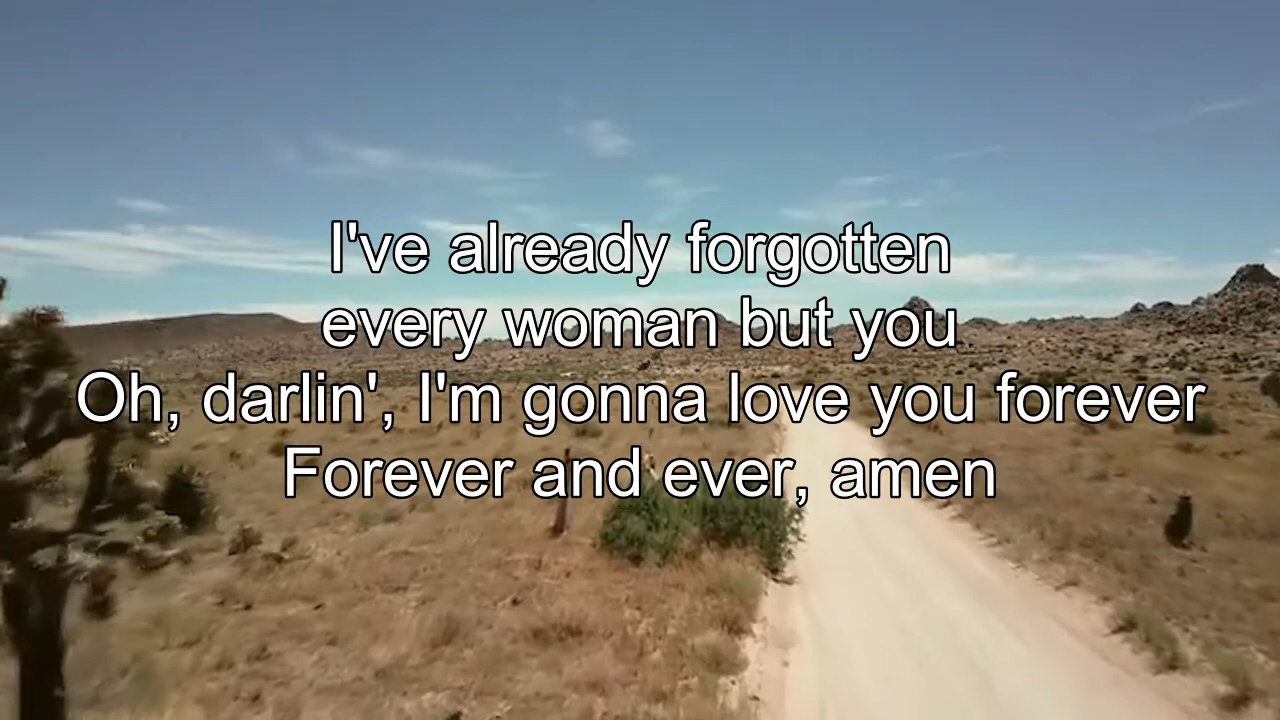 I've already forgotten
every woman but you
Oh, darlin', I'm gonna love you forever
Forever and ever, amen